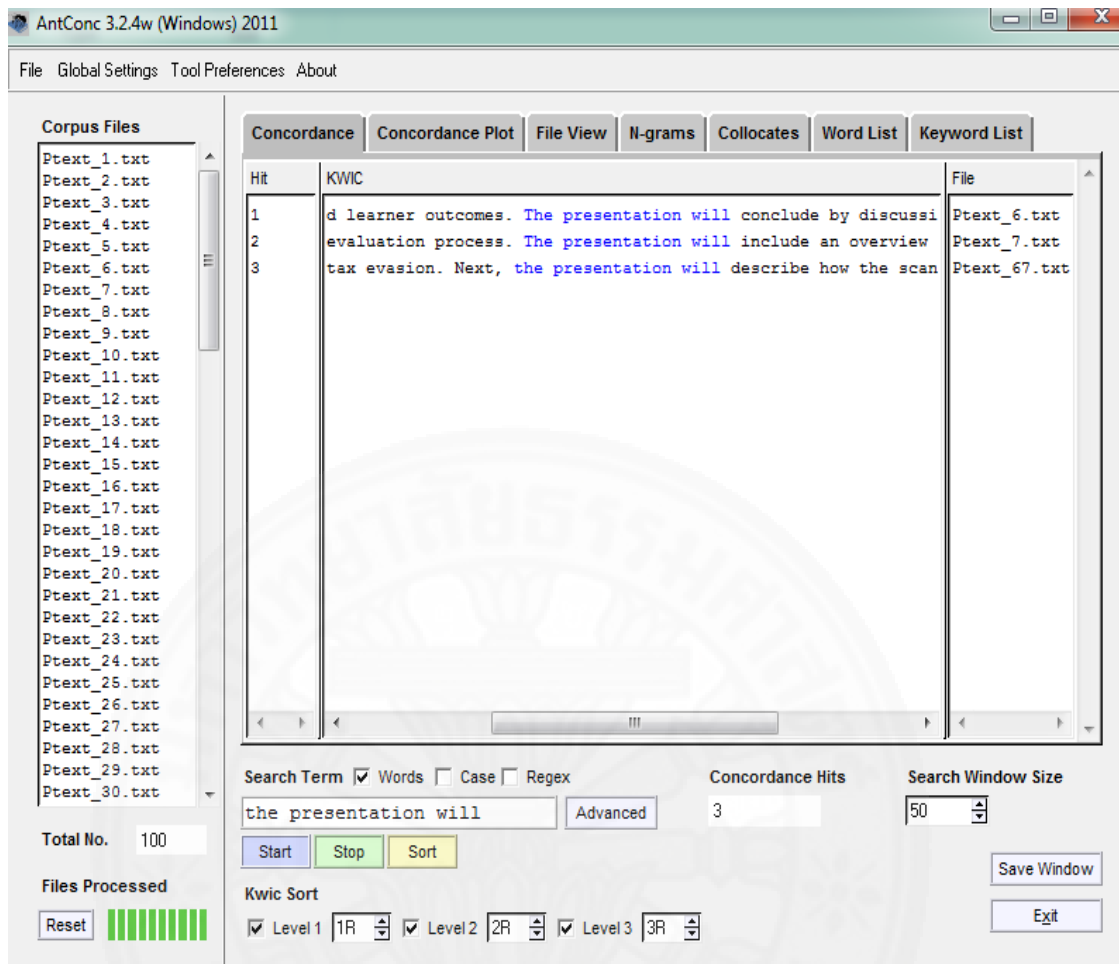 AntConc 3.2.4w (Windows) 2011
File Global Settings Tool Preferences About
Corpus Files
Ptext_1.txt
Ptext_2.txt
Ptext_3.txt
Ptext_4.txt
Ptext_5.txt
Ptext_6.txt
Ptext_7.txt
Ptext_8.txt
Ptext_9.txt
Ptext_10.txt
Ptext_11.txt
Ptext_12.txt
Ptext_13.txt
Ptext_14.txt
Ptext_15.txt
Ptext_16.txt
Ptext_17.txt
Ptext_18.txt
Ptext_19.txt
Ptext_20.txt
Ptext_21.txt
Ptext_22.txt
Ptext_23.txt
Ptext_24.txt
Ptext_25.txt
Ptext_26.txt
Ptext_27.txt
Ptext_28.txt
Ptext_29.txt
Ptext_30.txt
Total No. 100
Files Processed
Reset
Concordance Concordance Plot File View N-grams Collocates Word List Keyword List
Hit KWIC File
1 d learner outcomes. The presentation will conclude by discussi Ptext_6.txt
2 evaluation process. The presentation will include an overview Ptext_7.txt
3 tax evasion. Next, the presentation will describe how the scan Ptext_67.txt
Search Term Words Case Regex Concordance Hits Search Window Size
the presentation will Advanced 3 50
Start Stop Sort
Save Window
Kwic Sort
Exit
Level 1 1R Level 2 2R Level 3 3R